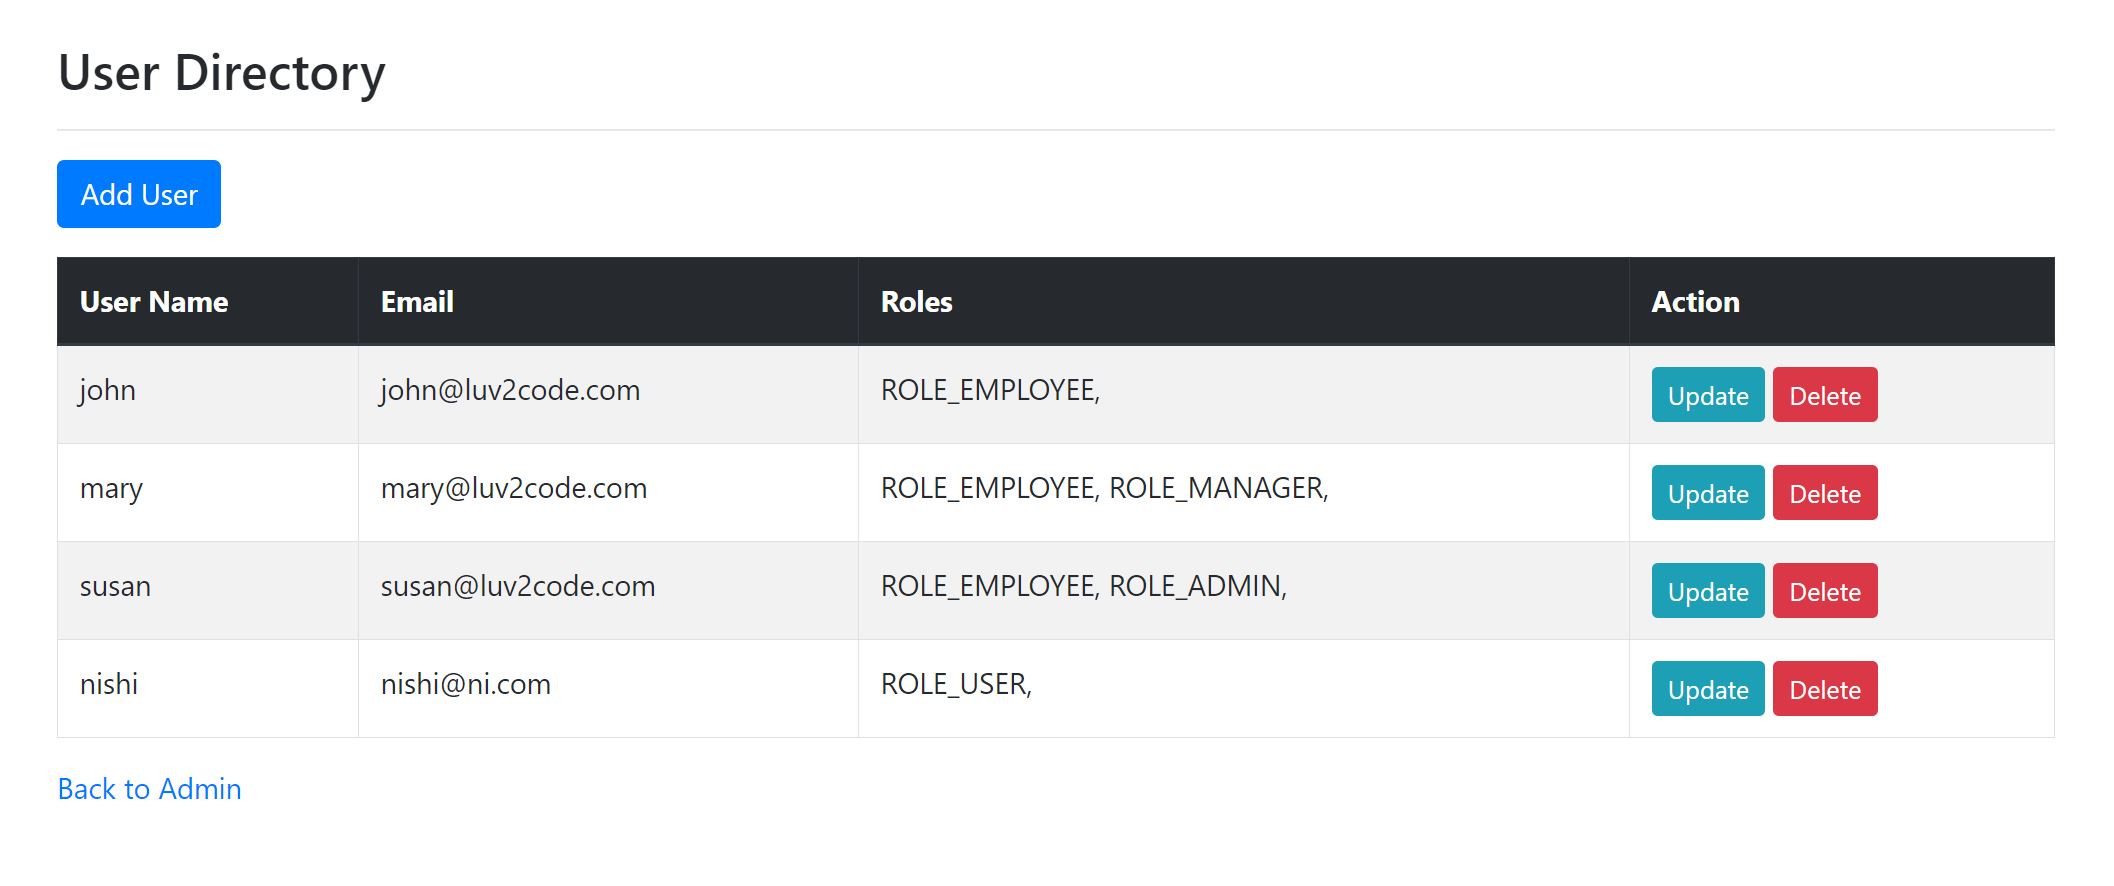 User Directory
Add User
User Name Email Roles Action
john john@luv2code.com ROLE_EMPLOYEE, Update Delete
mary mary@luv2code.com ROLE_EMPLOYEE, ROLE_MANAGER, Update Delete
susan susan@luv2code.com ROLE_EMPLOYEE, ROLE_ADMIN, Update Delete
nishi nishi@ni.com ROLE_USER, Update Delete
Back to Admin